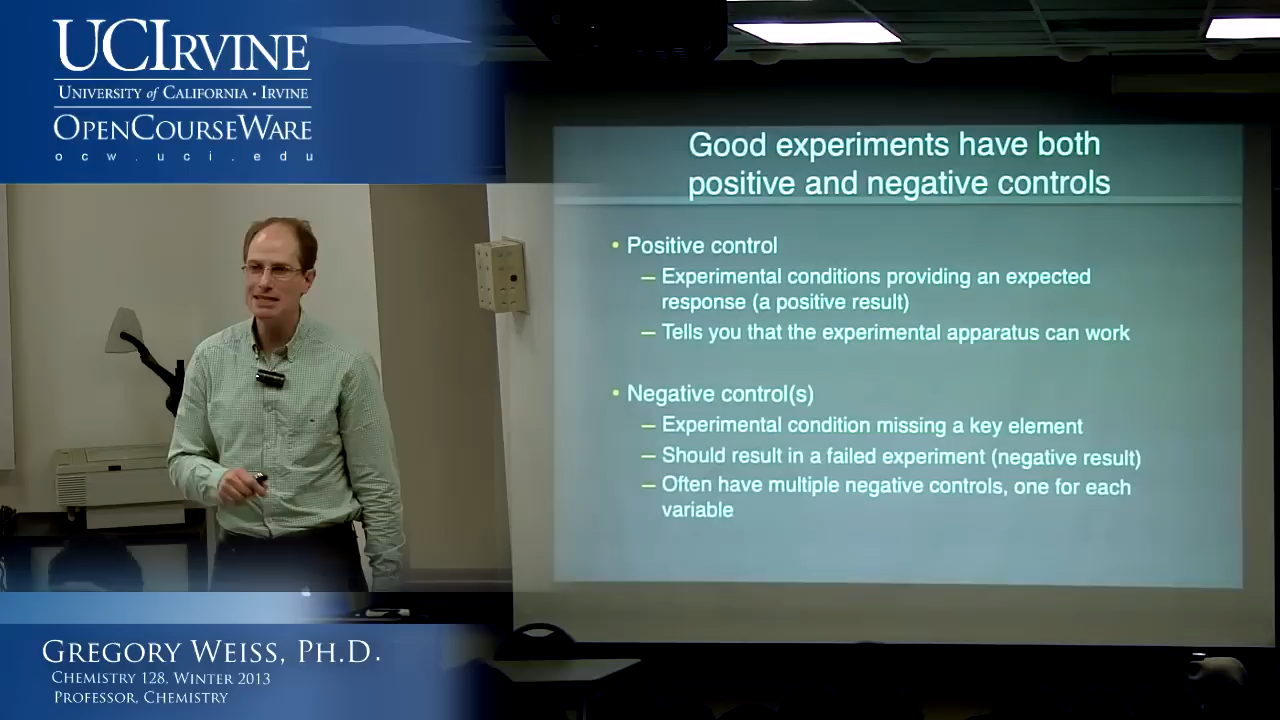 UCIRVINE
UNIVERSITY of CALIFORNIA • IRVINE
OPENCOURSEWARE
ocw.uci.edu
Good experiments have both
positive and negative controls
• Positive control
– Experimental conditions providing an expected
response (a positive result)
– Tells you that the experimental apparatus can work
• Negative control(s)
– Experimental condition missing a key element
– Should result in a failed experiment (negative result)
– Often have multiple negative controls, one for each
variable
GREGORY WEISS, PH.D.
CHEMISTRY 128, WINTER 2013
PROFESSOR, CHEMISTRY